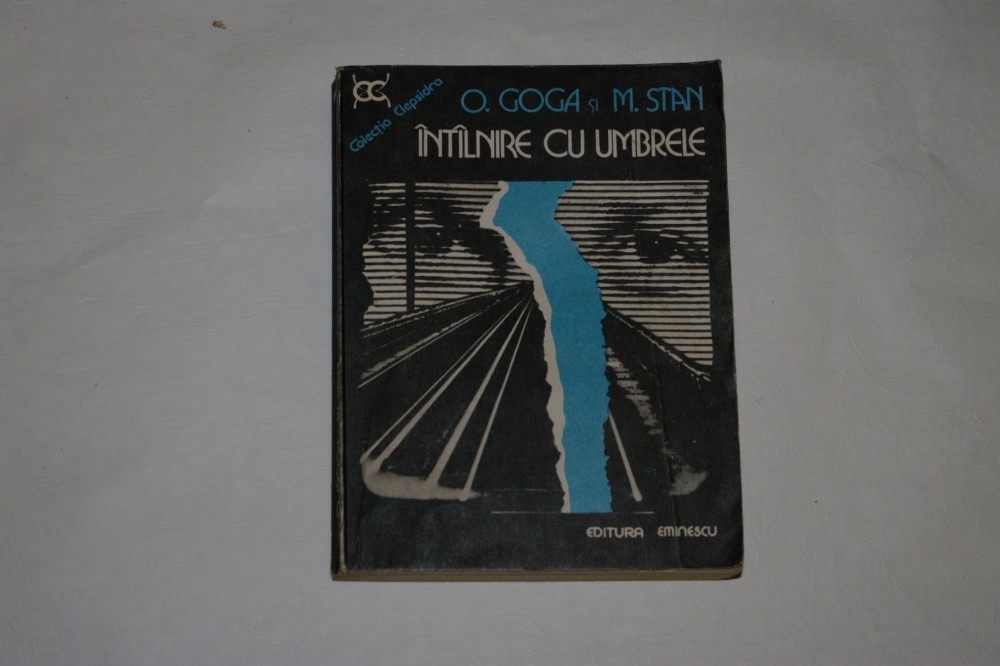 Colecția Clepsidra
O. GOGA ȘI M. STAN
ÎNTÎLNIRE CU UMBRELE
EDITURA EMINESCU